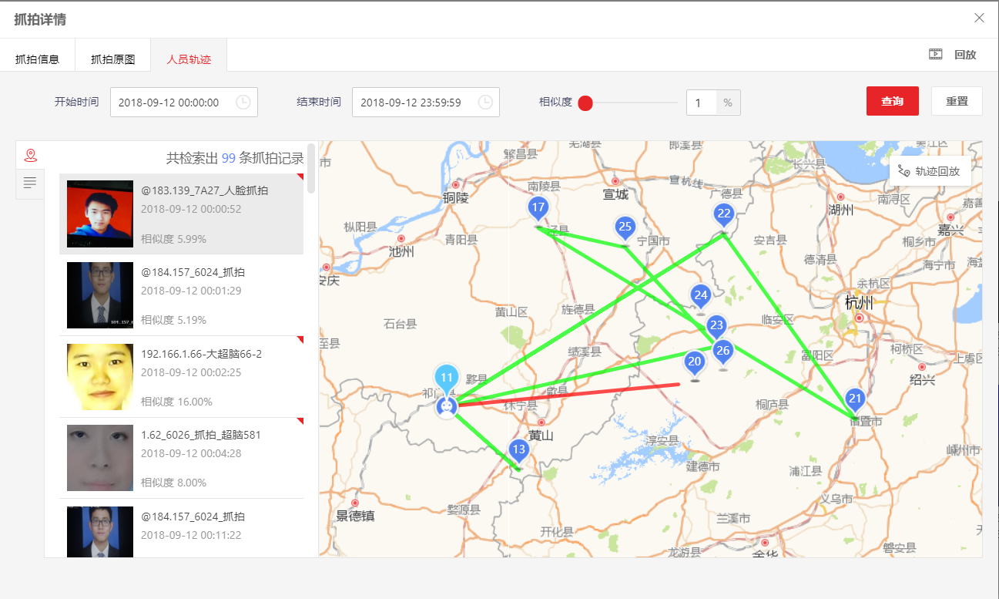 抓拍详情
抓拍信息
抓拍原图
人员轨迹
回放
开始时间
2018-09-12 00:00:00
结束时间
2018-09-12 23:59:59
相似度
1
%
查询
重置
共检索出 99 条抓拍记录
@183.139_7A27_人脸抓拍
2018-09-12 00:00:52
相似度 5.99%
@184.157_6024_抓拍
2018-09-12 00:01:29
相似度 5.19%
192.166.1.66-大超脑66-2
2018-09-12 00:02:25
相似度 16.00%
1.62_6026_抓拍_超脑581
2018-09-12 00:04:28
相似度 8.00%
@184.157_6024_抓拍
2018-09-12 00:11:22
轨迹回放
芜湖县
郎溪县
繁昌县
长兴县
南陵县
宣城
宣杭线
广德县
铜陵
南浔区
湖州
嘉善
17
22
25
枞阳县
青阳县
泾县
宁国市
安吉县
嘉兴
桐乡市
池州
德清县
海宁市
安庆
余杭区
24
杭州
黄山区
旌德县
石台县
临安区
23
至县
绩溪县
富阳区
柯桥区
上虞区
26
20
11
黟县
绍兴
祁门
歙县
休宁县
桐庐县
21
诸暨市
黄山
淳安县
嵊州市
13
建德市
浦江县
义乌市
景德镇
婺源县
兰溪市
开化县
龙游县
金华
磐安县